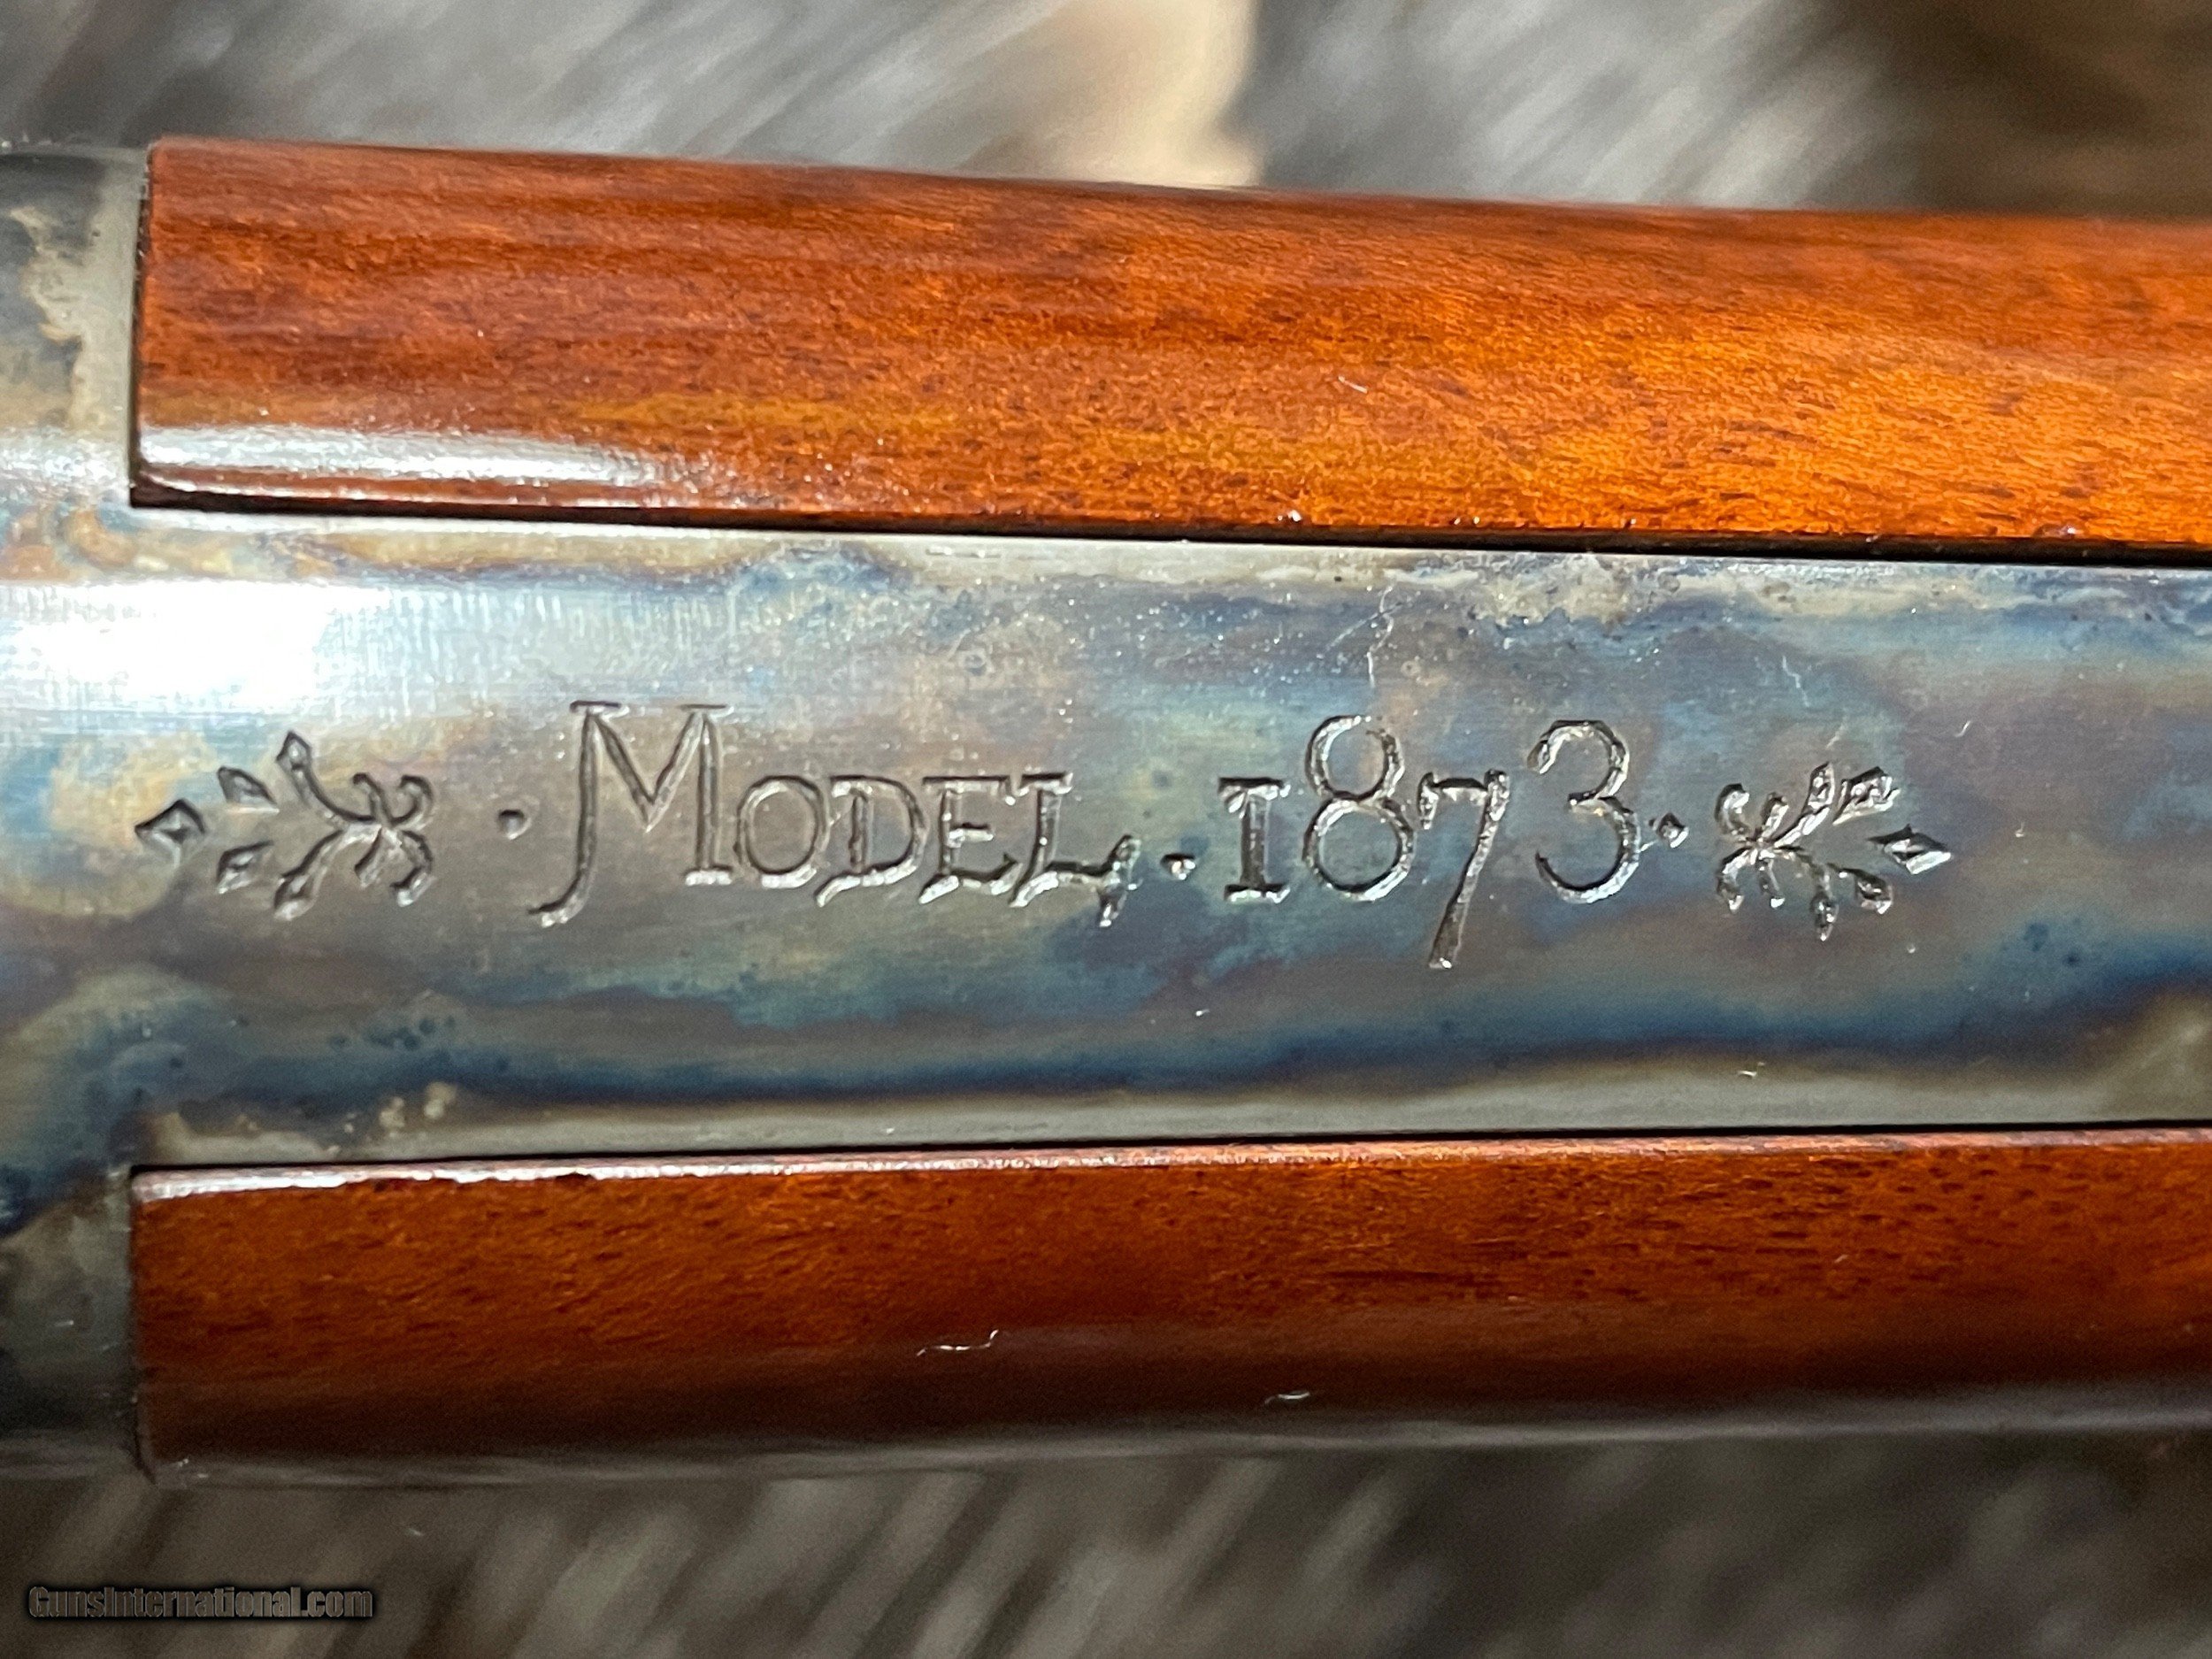 · MODEL · 1873 ·
GunsInternational.com